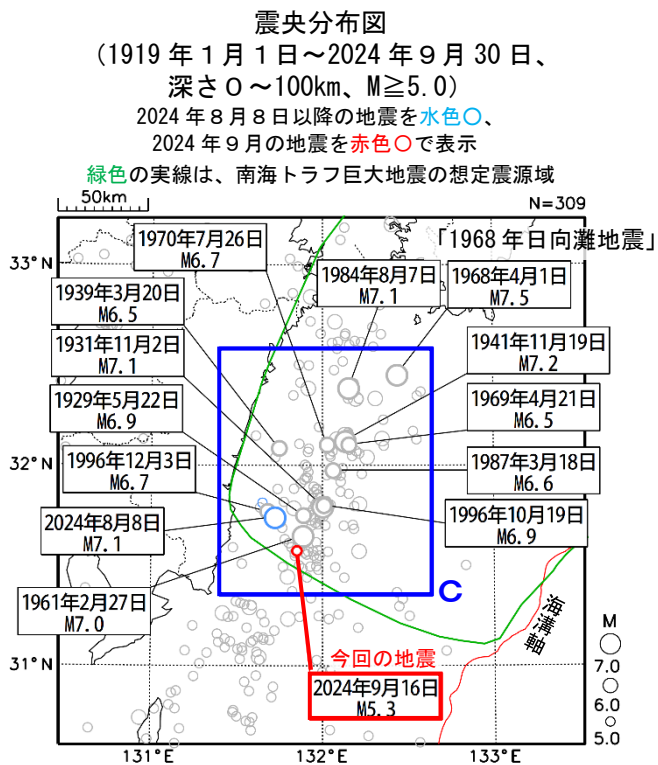 震央分布図
(1919年1月1日～2024年9月30日、
深さ0～100km、M≧5.0)
2024年8月8日以降の地震を水色○、
2024年9月の地震を赤色○で表示
緑色の実線は、南海トラフ巨大地震の想定震源域
50km
N=309
「1968年日向灘地震」
1970年7月26日
M6.7
33°N
1984年8月7日
M7.1
1968年4月1日
M7.5
1939年3月20日
M6.5
1931年11月2日
M7.1
1941年11月19日
M7.2
1929年5月22日
M6.9
1969年4月21日
M6.5
1996年12月3日
M6.7
32°N
1987年3月18日
M6.6
2024年8月8日
M7.1
1996年10月19日
M6.9
1961年2月27日
M7.0
C
海溝軸
31°N
今回の地震
2024年9月16日
M5.3
M
7.0
6.0
5.0
131°E
132°E
133°E